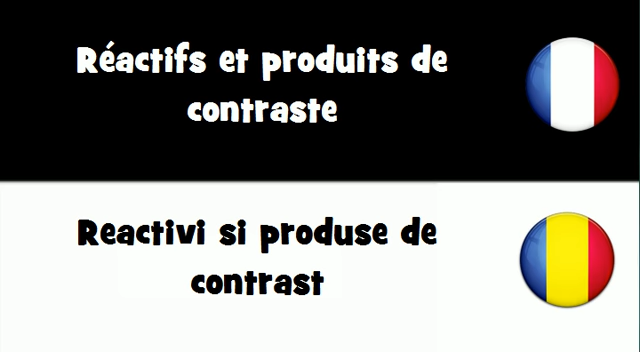 Réactifs et produits de
contraste
Reactivi si produse de
contrast